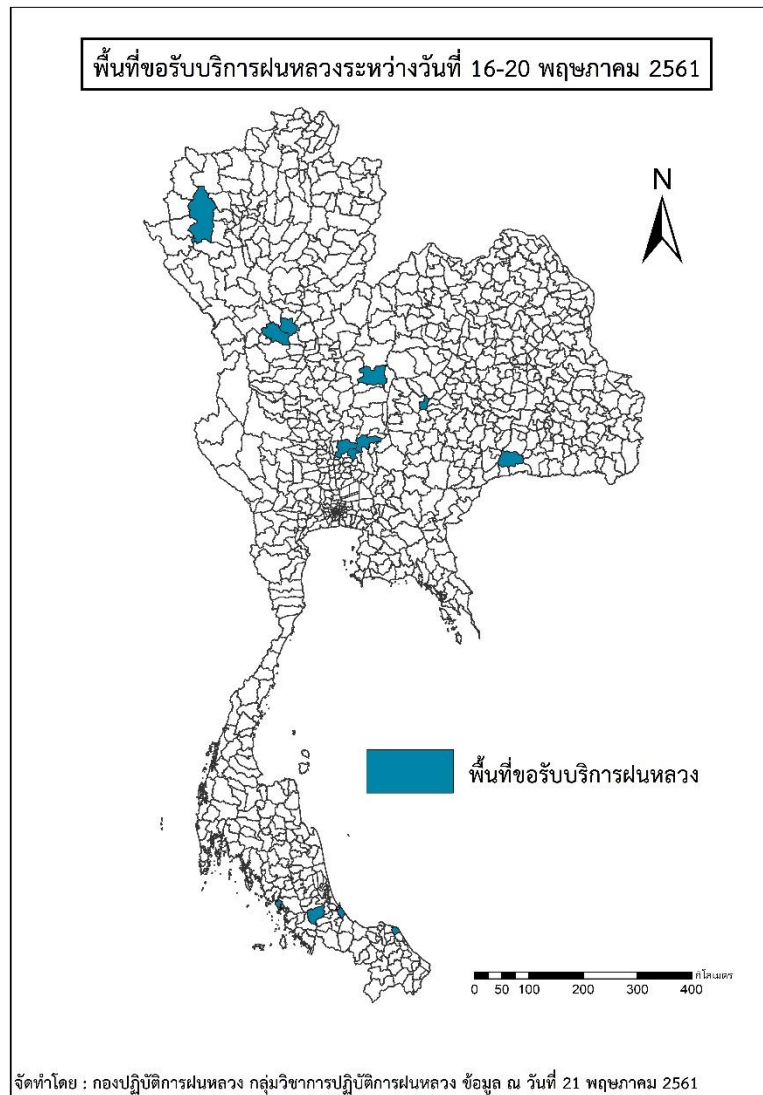 พื้นที่ขอรับบริการฝนหลวงระหว่างวันที่ 16-20 พฤษภาคม 2561
N
พื้นที่ขอรับบริการฝนหลวง
กิโลเมตร
0 50 100 200 300 400
จัดทำโดย : กองปฏิบัติการฝนหลวง กลุ่มวิชาการปฏิบัติการฝนหลวง ข้อมูล ณ วันที่ 21 พฤษภาคม 2561